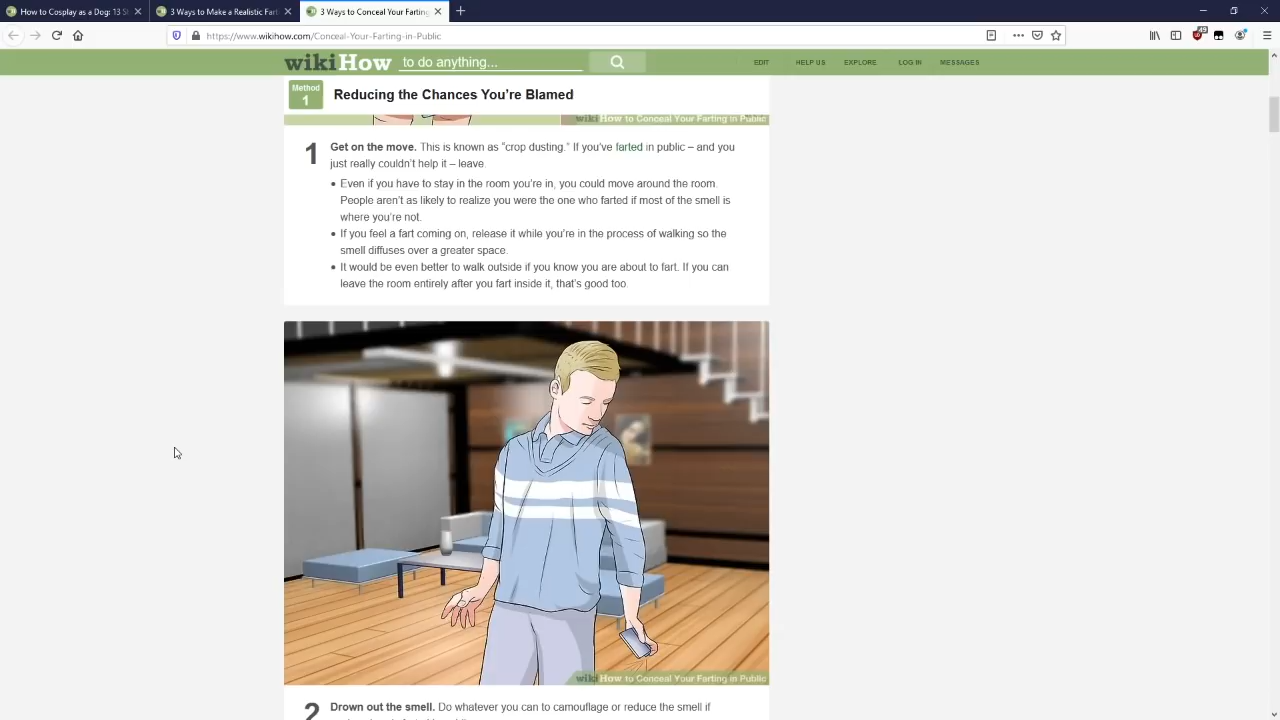 How to Cosplay as a Dog: 13 S
3 Ways to Make a Realistic Fart
3 Ways to Conceal Your Farting
https://www.wikihow.com/Conceal-Your-Farting-in-Public
wikiHow to do anything...
EDIT HELP US EXPLORE LOG IN MESSAGES
Method 1 Reducing the Chances You're Blamed
wikiHow to Conceal Your Farting in Public
1 Get on the move. This is known as “crop dusting.” If you’ve farted in public – and you
just really couldn’t help it – leave.
• Even if you have to stay in the room you’re in, you could move around the room.
People aren’t as likely to realize you were the one who farted if most of the smell is
where you’re not.
• If you feel a fart coming on, release it while you’re in the process of walking so the
smell diffuses over a greater space.
• It would be even better to walk outside if you know you are about to fart. If you can
leave the room entirely after you fart inside it, that’s good too.
wikiHow to Conceal Your Farting in Public
2 Drown out the smell. Do whatever you can to camouflage or reduce the smell if